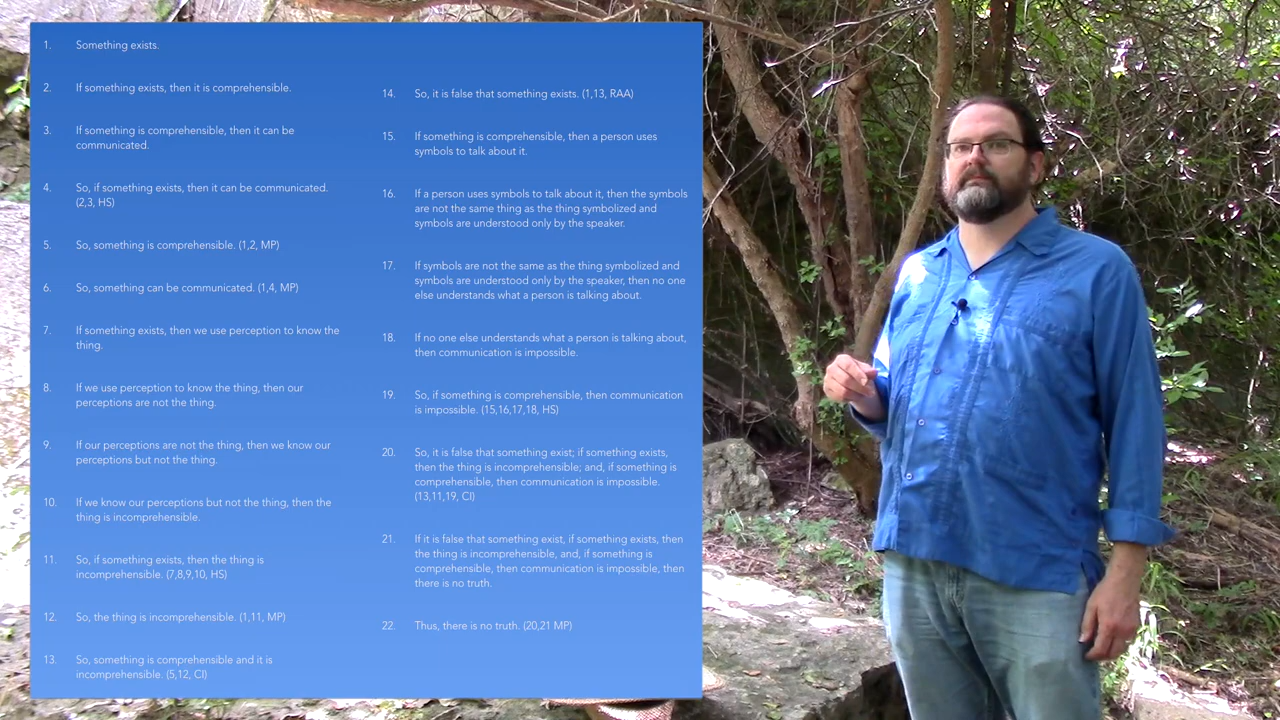 1. Something exists.
2. If something exists, then it is comprehensible.
3. If something is comprehensible, then it can be
communicated.
4. So, if something exists, then it can be communicated.
(2,3, HS)
5. So, something is comprehensible. (1,2, MP)
6. So, something can be communicated. (1,4, MP)
7. If something exists, then we use perception to know the
thing.
8. If we use perception to know the thing, then our
perceptions are not the thing.
9. If our perceptions are not the thing, then we know our
perceptions but not the thing.
10. If we know our perceptions but not the thing, then the
thing is incomprehensible.
11. So, if something exists, then the thing is
incomprehensible. (7,8,9,10, HS)
12. So, the thing is incomprehensible. (1,11, MP)
13. So, something is comprehensible and it is
incomprehensible. (5,12, CI)
14. So, it is false that something exists. (1,13, RAA)
15. If something is comprehensible, then a person uses
symbols to talk about it.
16. If a person uses symbols to talk about it, then the symbols
are not the same thing as the thing symbolized and
symbols are understood only by the speaker.
17. If symbols are not the same as the thing symbolized and
symbols are understood only by the speaker, then no one
else understands what a person is talking about.
18. If no one else understands what a person is talking about,
then communication is impossible.
19. So, if something is comprehensible, then communication
is impossible. (15,16,17,18, HS)
20. So, it is false that something exist; if something exists,
then the thing is incomprehensible; and, if something is
comprehensible, then communication is impossible.
(13,11,19, CI)
21. If it is false that something exist, if something exists, then
the thing is incomprehensible, and, if something is
comprehensible, then communication is impossible, then
there is no truth.
22. Thus, there is no truth. (20,21 MP)